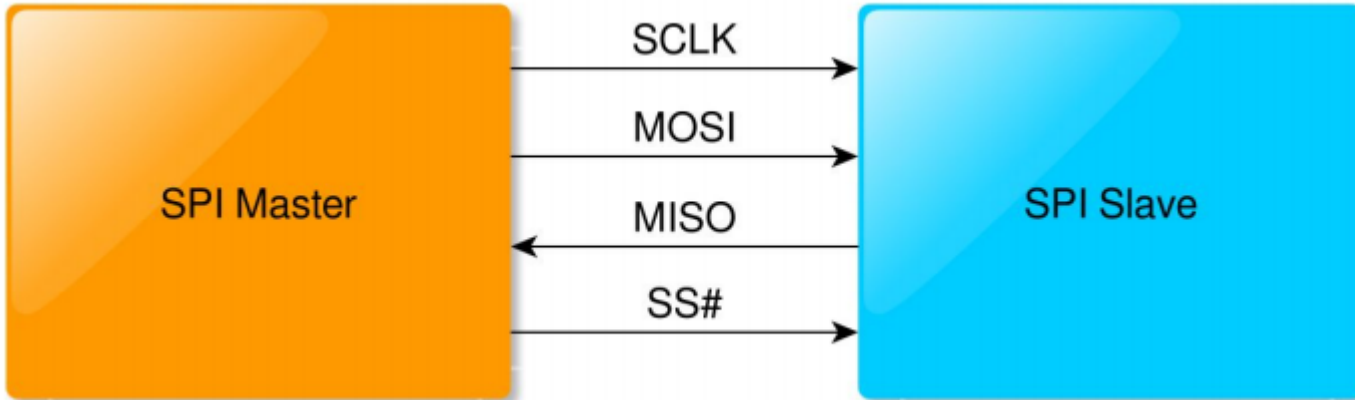 SCLK
MOSI
SPI Master
SPI Slave
MISO
SS#